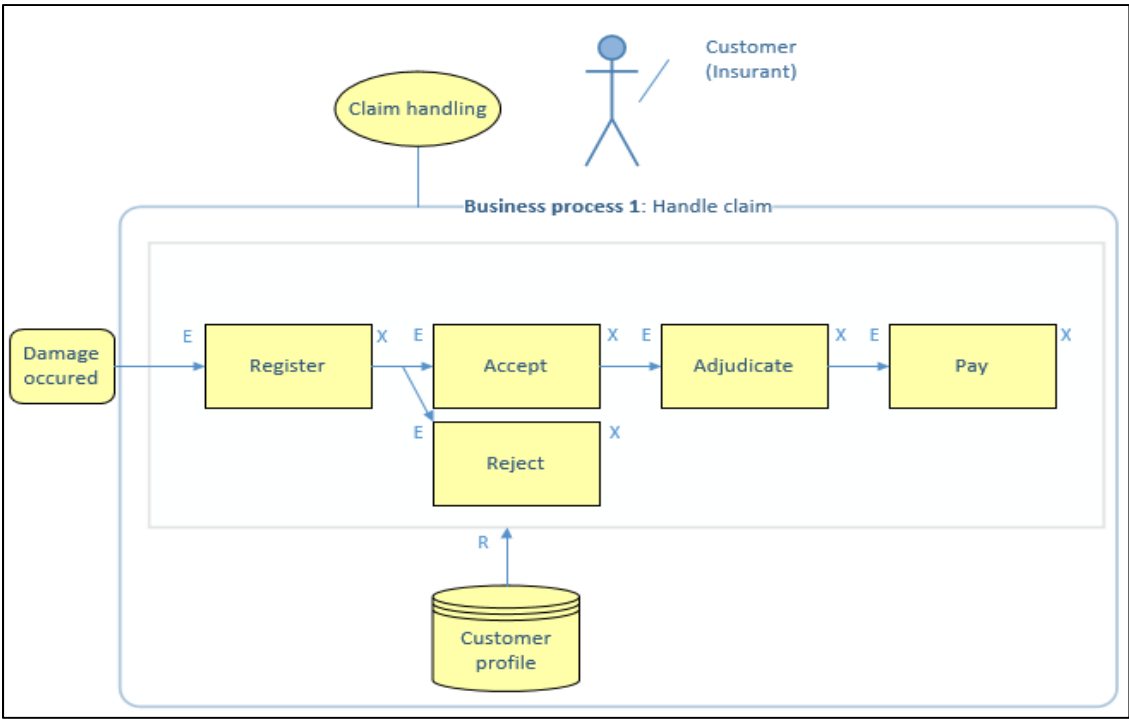 Customer
(Insurant)
Claim handling
Business process 1: Handle claim
Damage
occured
E
Register
X
E
Accept
X
E
Adjudicate
X
E
Pay
X
E
Reject
X
R
Customer
profile